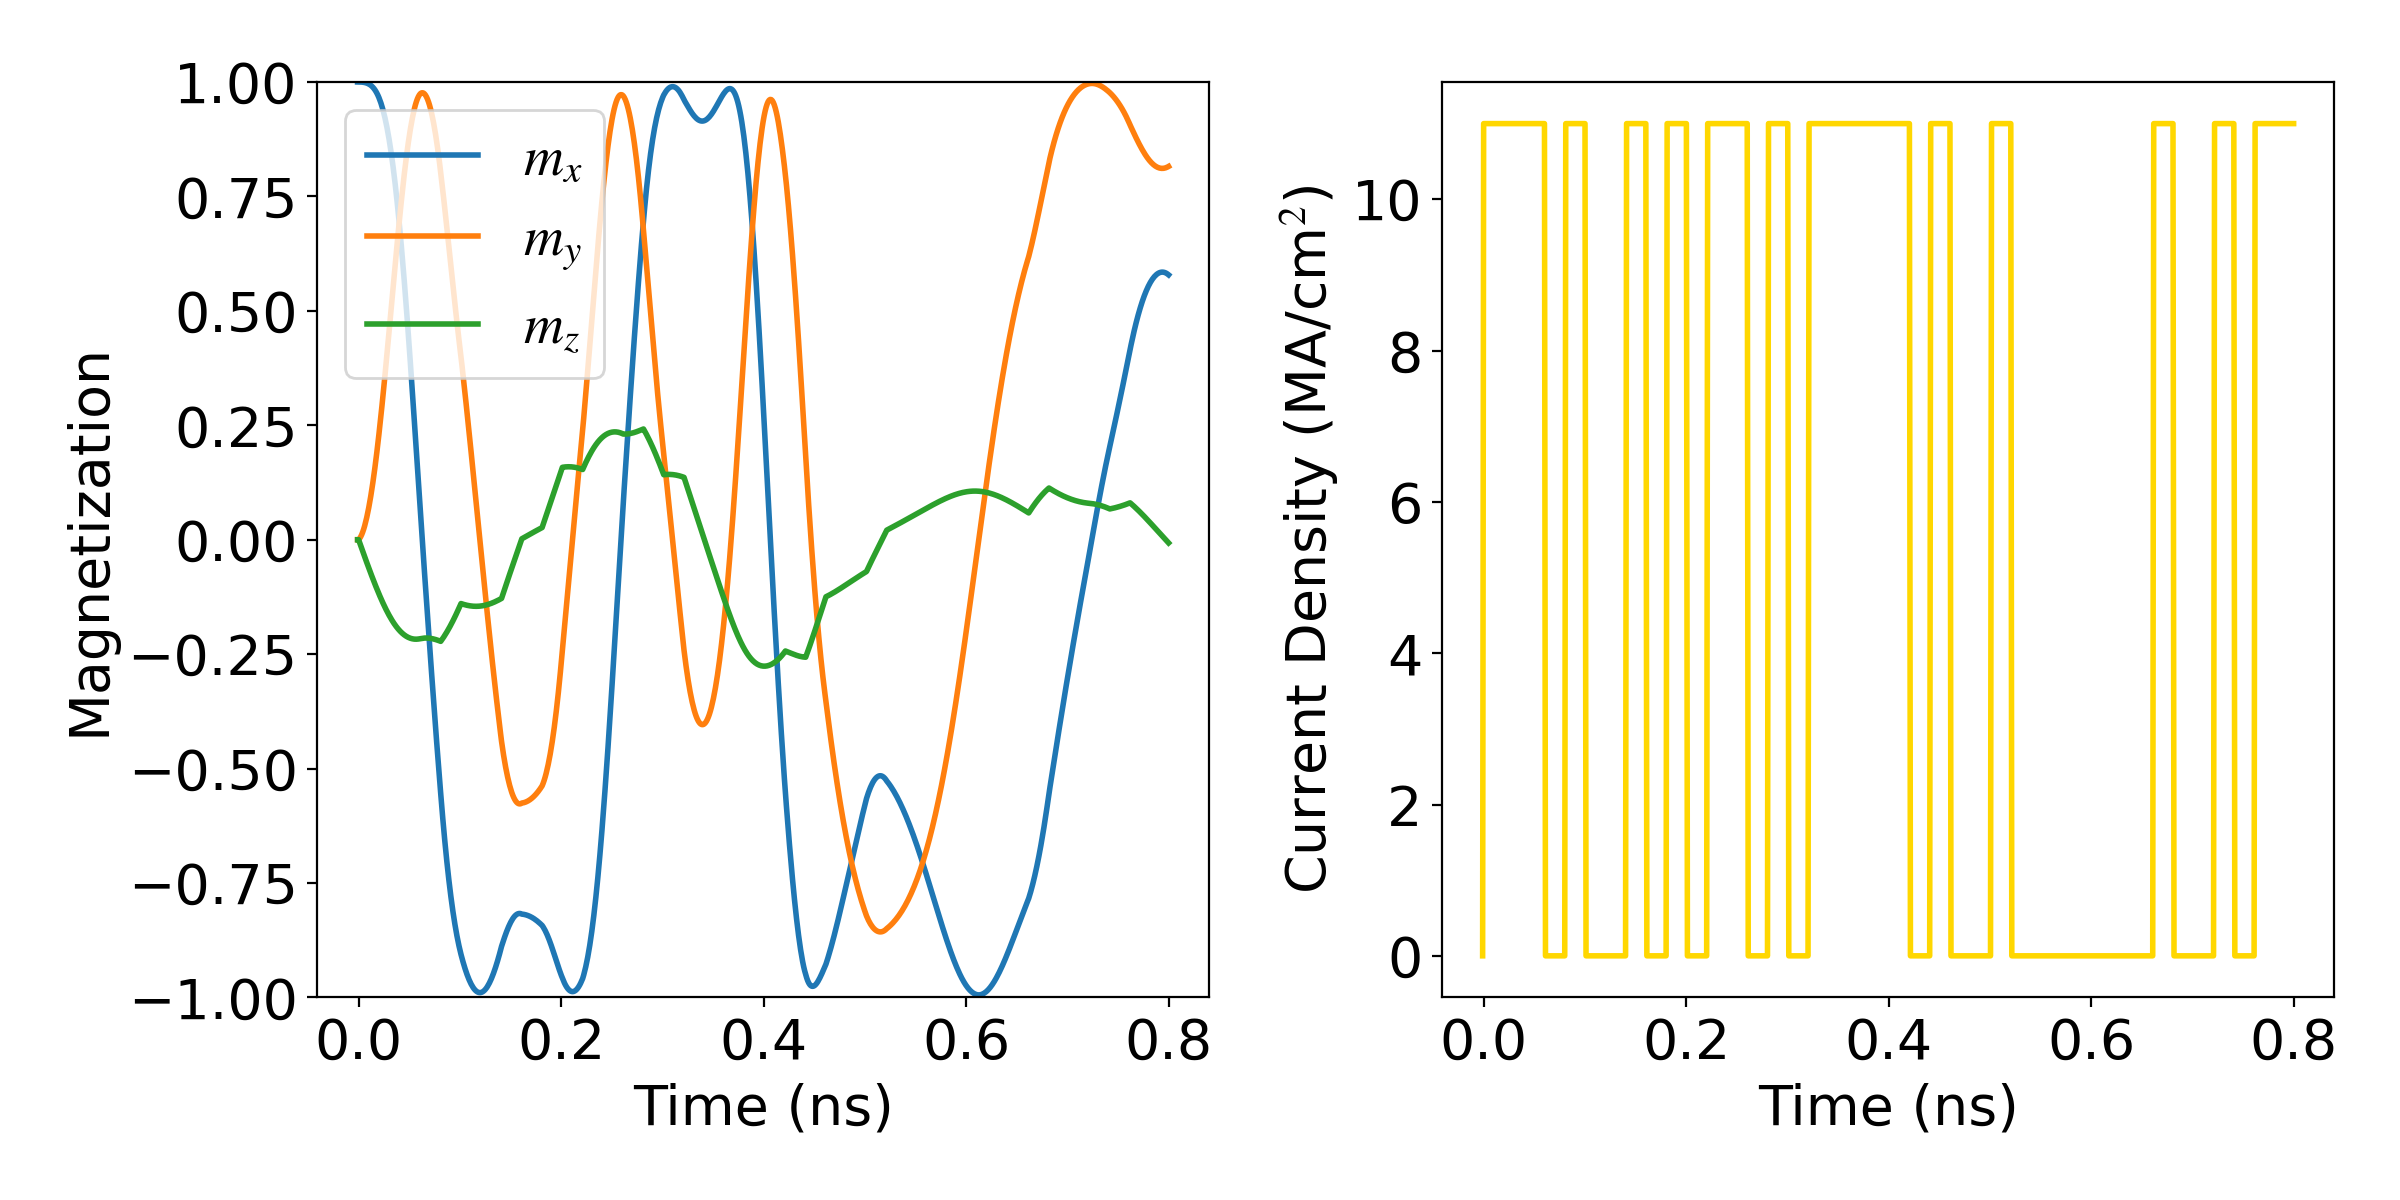 1.00
0.75
0.50
0.25
0.00
−0.25
−0.50
−0.75
−1.00
Magnetization
m_x
m_y
m_z
0.0 0.2 0.4 0.6 0.8
Time (ns)
10
8
6
4
2
0
Current Density (MA/cm²)
0.0 0.2 0.4 0.6 0.8
Time (ns)